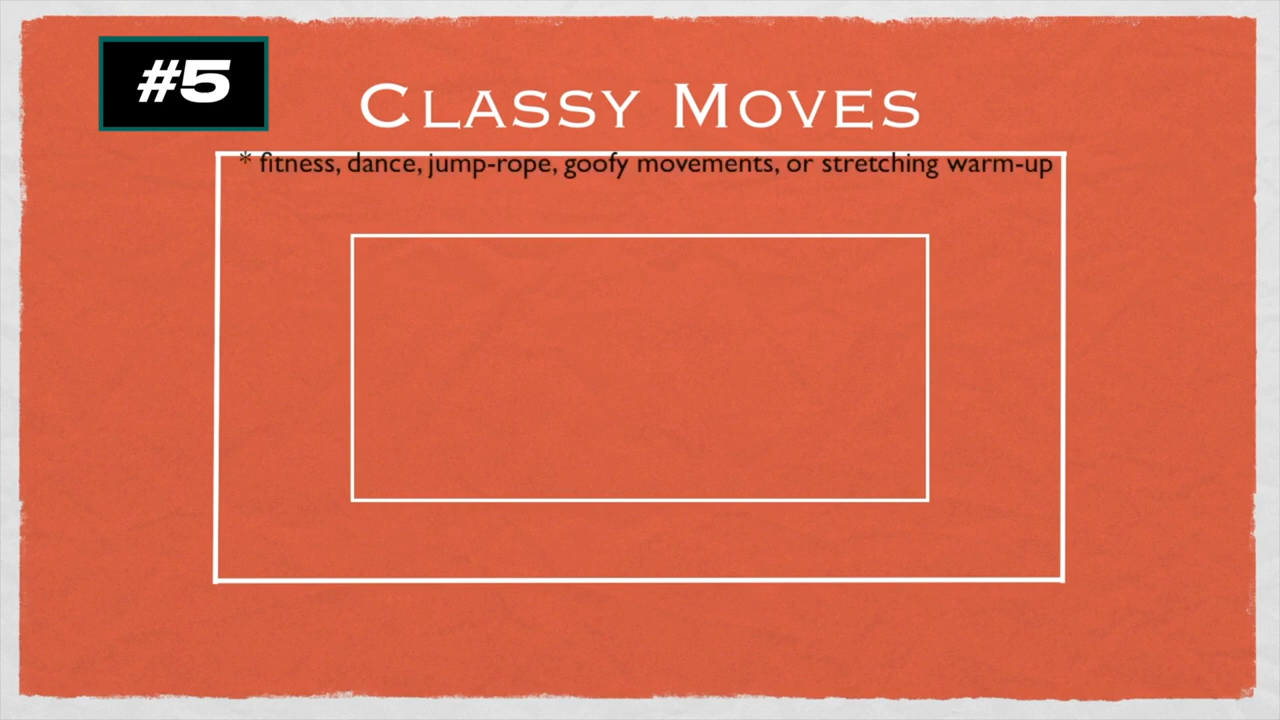 #5
Classy Moves
* fitness, dance, jump-rope, goofy movements, or stretching warm-up